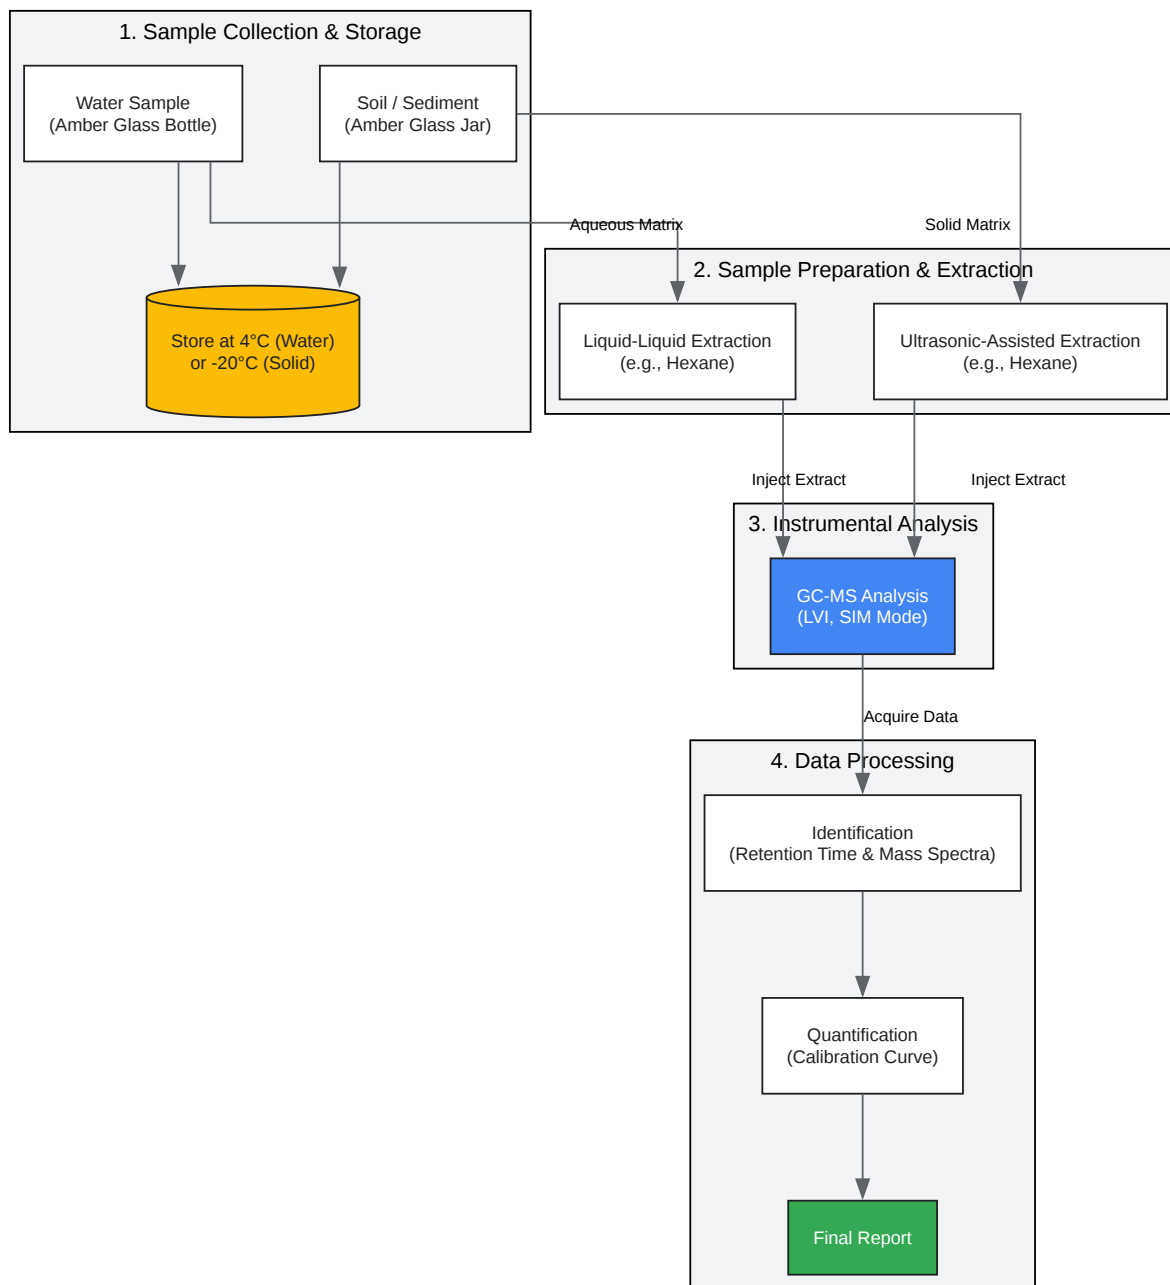 1. Sample Collection & Storage
Water Sample
(Amber Glass Bottle)
Soil / Sediment
(Amber Glass Jar)
Store at 4°C (Water)
or -20°C (Solid)
Aqueous Matrix
Solid Matrix
2. Sample Preparation & Extraction
Liquid-Liquid Extraction
(e.g., Hexane)
Ultrasonic-Assisted Extraction
(e.g., Hexane)
Inject Extract
Inject Extract
3. Instrumental Analysis
GC-MS Analysis
(LVI, SIM Mode)
Acquire Data
4. Data Processing
Identification
(Retention Time & Mass Spectra)
Quantification
(Calibration Curve)
Final Report